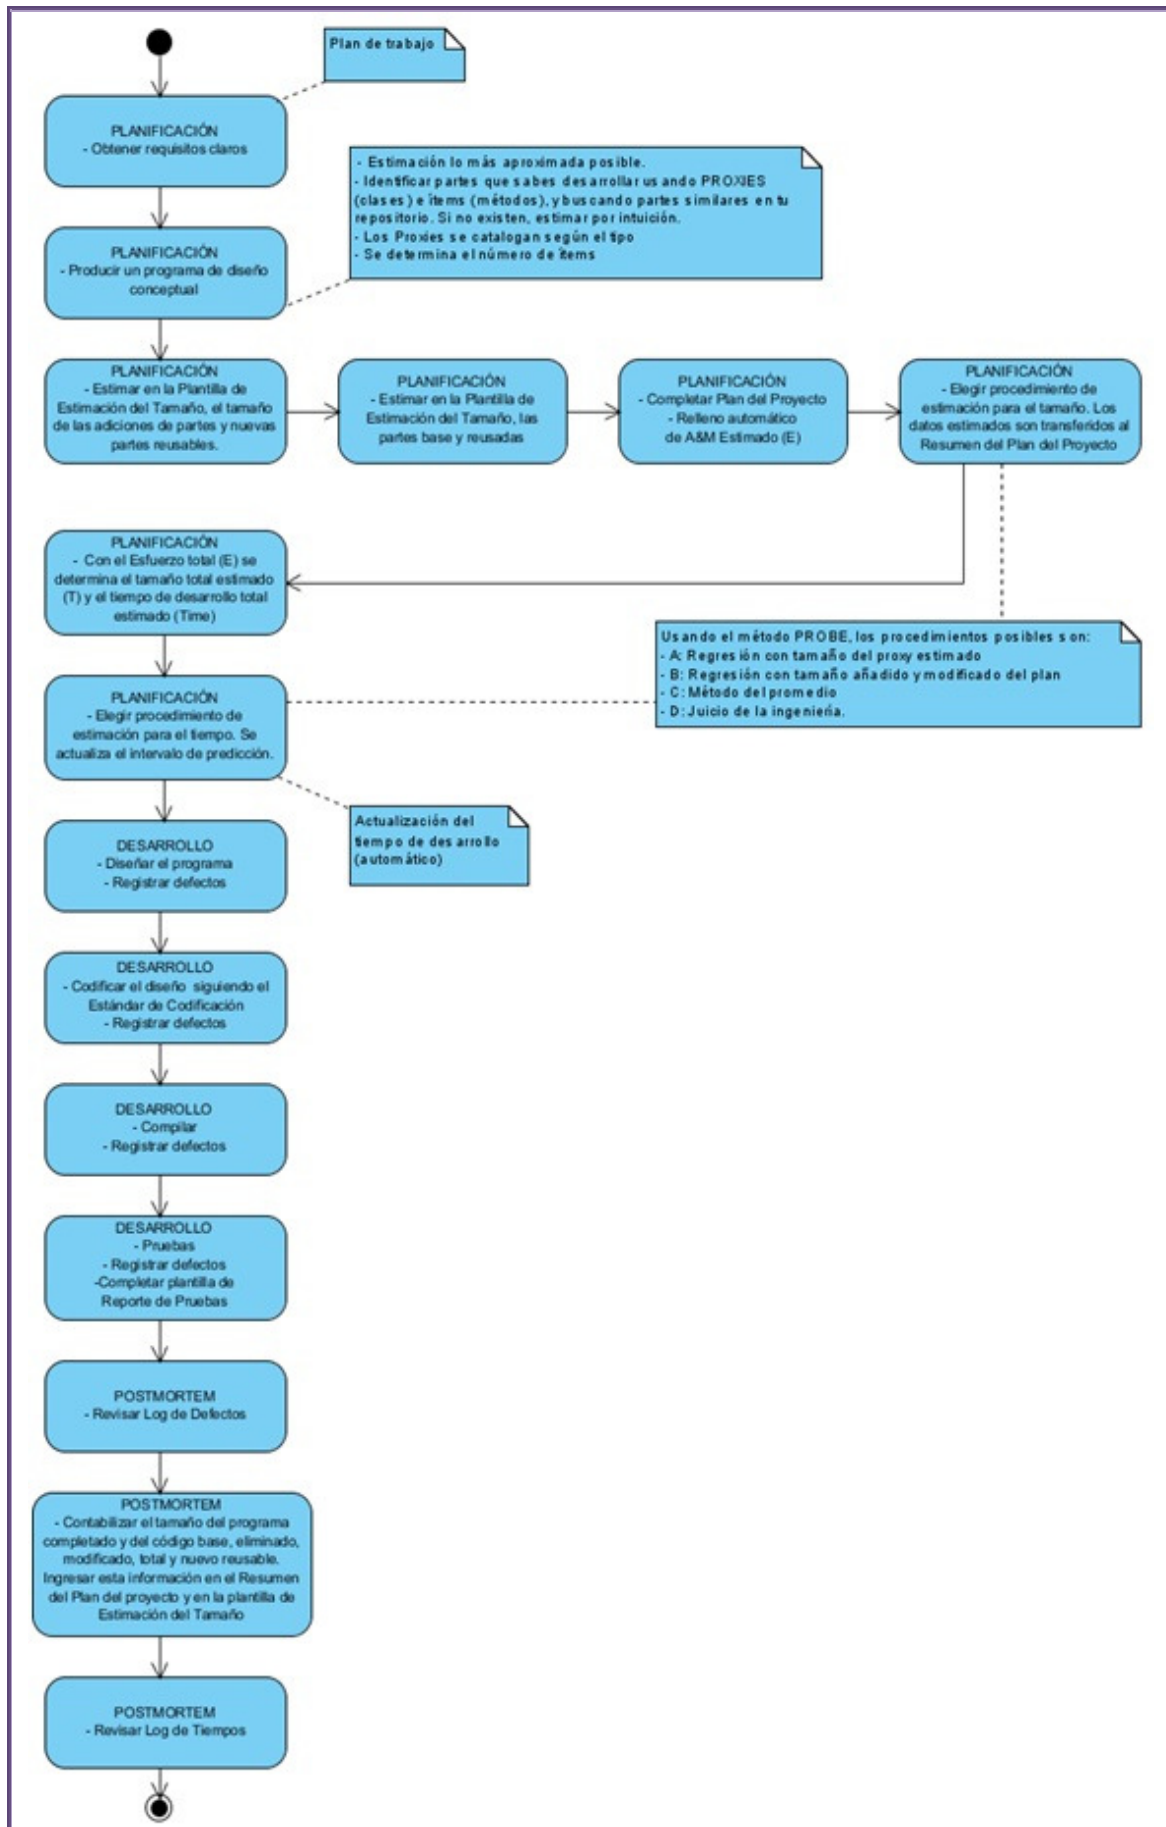 Plan de trabajo
PLANIFICACIÓN
- Obtener requisitos claros
- Estimación lo más aproximada posible.
- Identificar partes que sabes desarrollar usando PROXIES
(clases) e ítems (métodos), y buscando partes similares en tu
repositorio. Si no existen, estimar por intuición.
- Los Proxies se catalogan según el tipo
- Se determina el número de ítems
PLANIFICACIÓN
- Producir un programa de diseño
conceptual
PLANIFICACIÓN
- Estimar en la Plantilla de
Estimación del Tamaño, el tamaño
de las adiciones de partes y nuevas
partes reusables.
PLANIFICACIÓN
- Estimar en la Plantilla de
Estimación del Tamaño, las
partes base y reusadas
PLANIFICACIÓN
- Completar Plan del Proyecto
- Relleno automático
de A&M Estimado (E)
PLANIFICACIÓN
- Elegir procedimiento de
estimación para el tamaño. Los
datos estimados son transferidos al
Resumen del Plan del Proyecto
PLANIFICACIÓN
- Con el Esfuerzo total (E) se
determina el tamaño total estimado
(T) y el tiempo de desarrollo total
estimado (Time)
Usando el método PROBE, los procedimientos posibles son:
- A: Regresión con tamaño del proxy estimado
- B: Regresión con tamaño añadido y modificado del plan
- C: Método del promedio
- D: Juicio de la ingeniería.
PLANIFICACIÓN
- Elegir procedimiento de
estimación para el tiempo. Se
actualiza el intervalo de predicción.
Actualización del
tiempo de desarrollo
(automático)
DESARROLLO
- Diseñar el programa
- Registrar defectos
DESARROLLO
- Codificar el diseño siguiendo el
Estándar de Codificación
- Registrar defectos
DESARROLLO
- Compilar
- Registrar defectos
DESARROLLO
- Pruebas
- Registrar defectos
-Completar plantilla de
Reporte de Pruebas
POSTMORTEM
- Revisar Log de Defectos
POSTMORTEM
- Contabilizar el tamaño del programa
completado y del código base, eliminado,
modificado, total y nuevo reusable.
Ingresar esta información en el Resumen
del Plan del proyecto y en la plantilla de
Estimación del Tamaño
POSTMORTEM
- Revisar Log de Tiempos